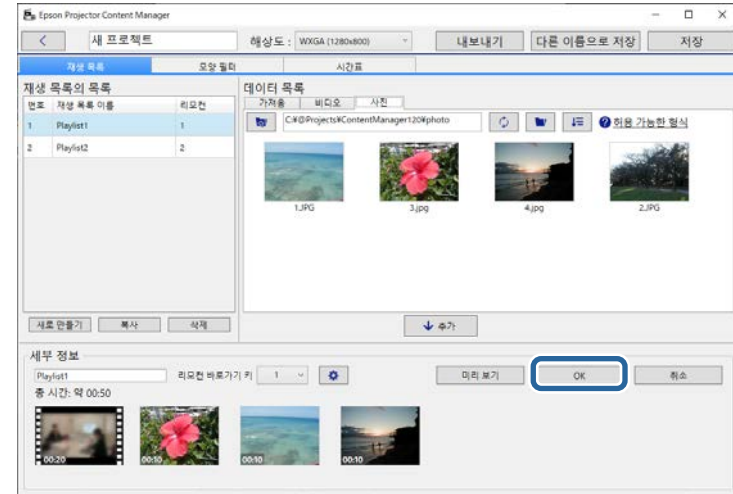 Epson Projector Content Manager
새 프로젝트 해상도 : WXGA (1280x800) 내보내기 다른 이름으로 저장 저장
재생 목록 모양 필터 시간표
재생 목록의 목록
번호 재생 목록 이름 리모컨
1 Playlist1 1
2 Playlist2 2
데이터 목록
가져옴 비디오 사진
C:₩@Projects₩ContentManager120₩photo 허용 가능한 형식
1.JPG 3.jpg 4.jpg 2.JPG
새로 만들기 복사 삭제
추가
세부 정보
Playlist1 리모컨 바로가기 키 1 미리 보기 OK 취소
총 시간: 약 00:50
00:20 00:10 00:10 00:10